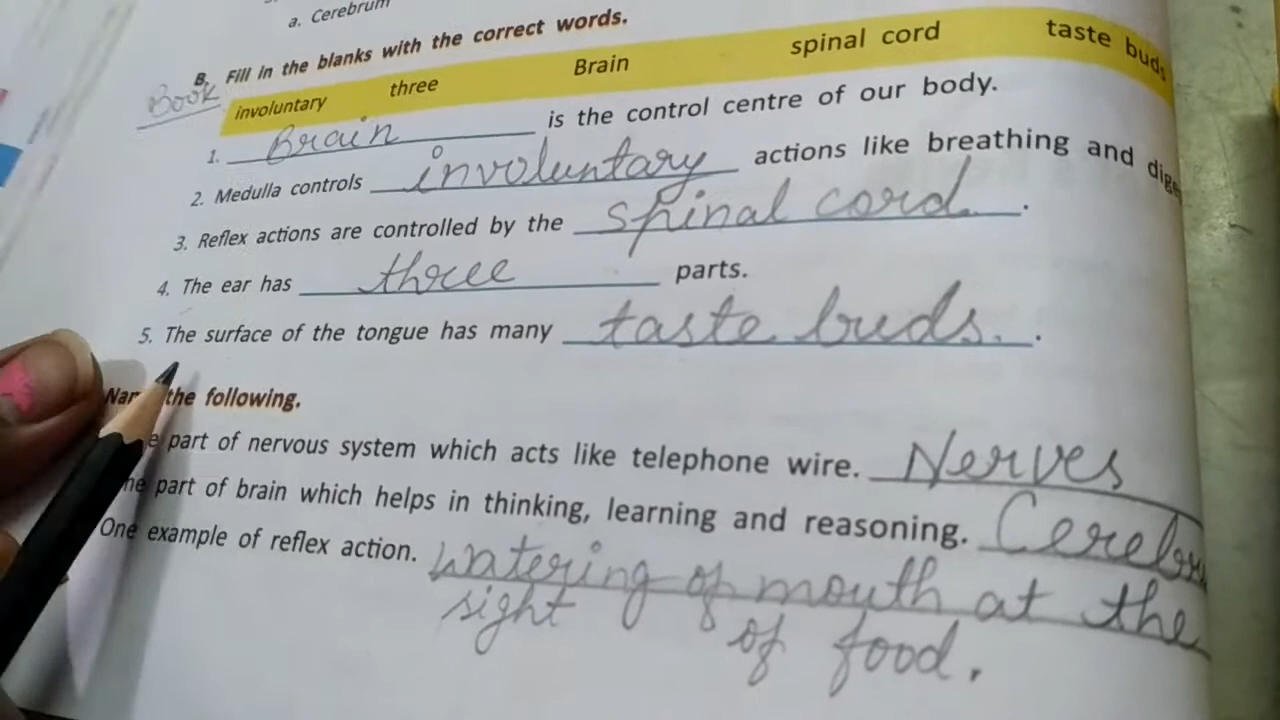 a. Cerebrum
B. Fill in the blanks with the correct words.
Book
involuntary three Brain spinal cord taste buds
1. Brain is the control centre of our body.
2. Medulla controls involuntary actions like breathing and
3. Reflex actions are controlled by the spinal cord.
4. The ear has three parts.
5. The surface of the tongue has many taste buds. .
the following.
part of nervous system which acts like telephone wire. Nerves
part of brain which helps in thinking, learning and reasoning.
One example of reflex action. Watering of mouth at the
sight of food.